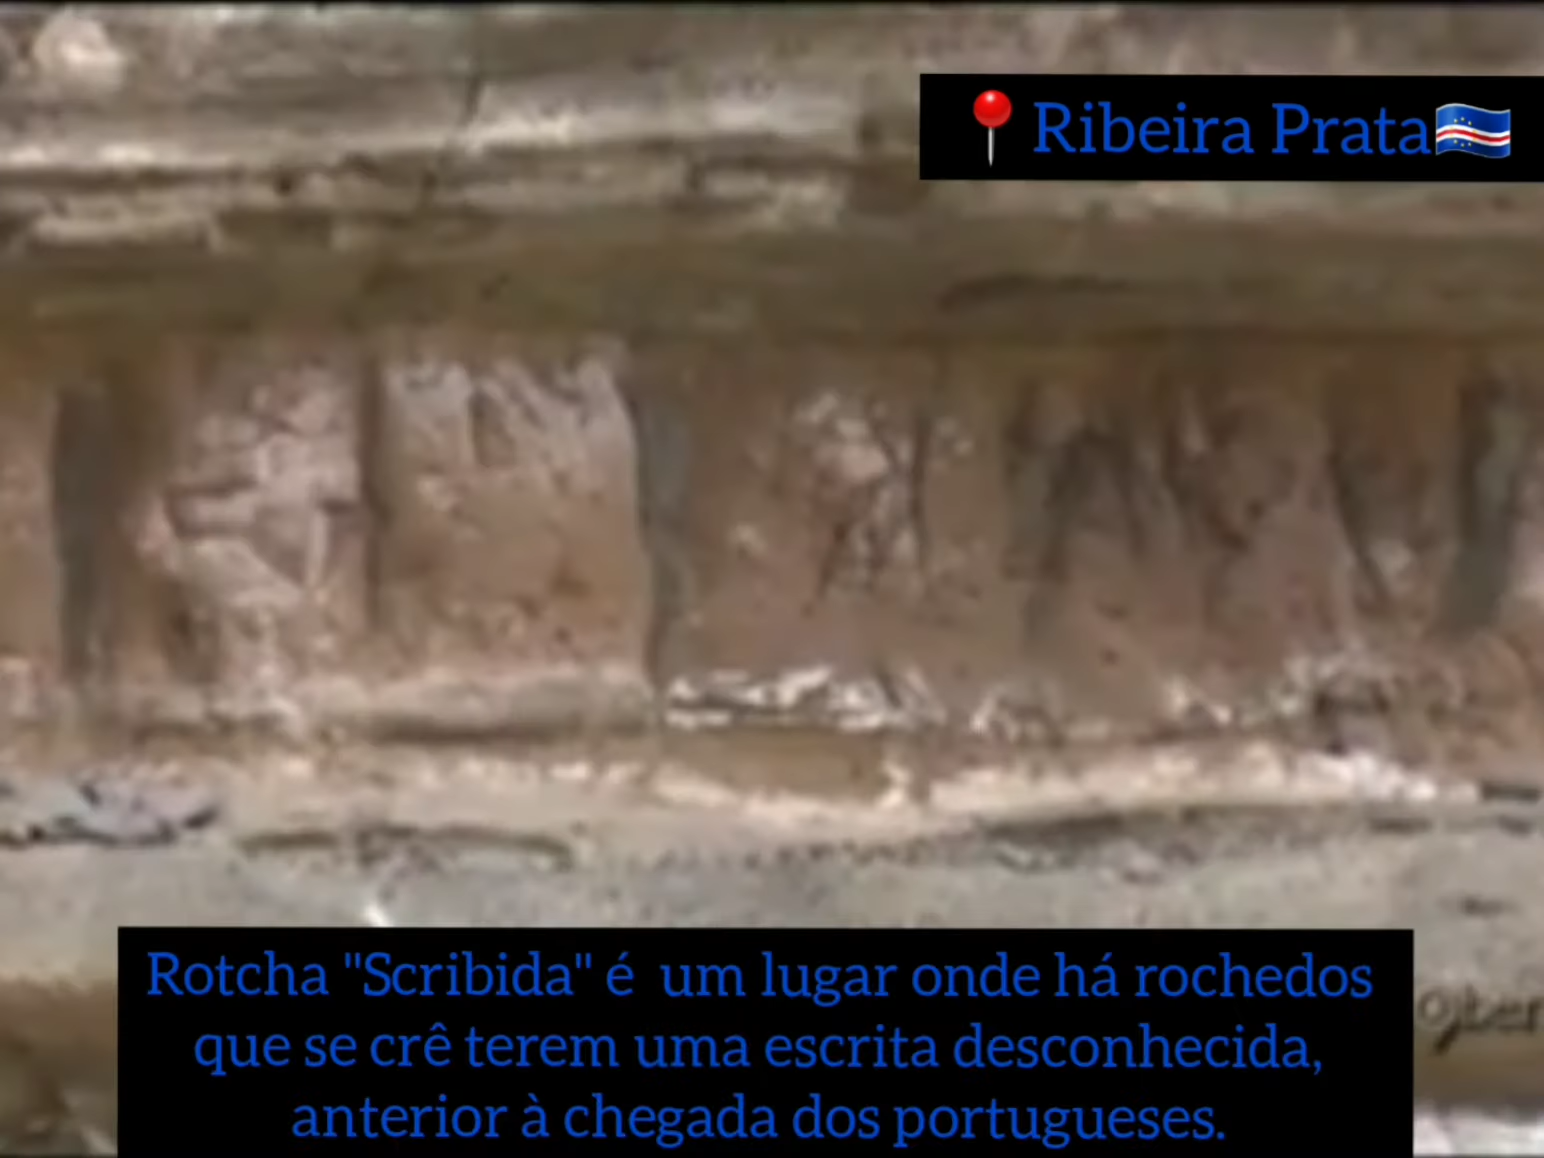 📍Ribeira Prata🇨🇻
Rotcha "Scribida" é um lugar onde há rochedos
que se crê terem uma escrita desconhecida,
anterior à chegada dos portugueses.